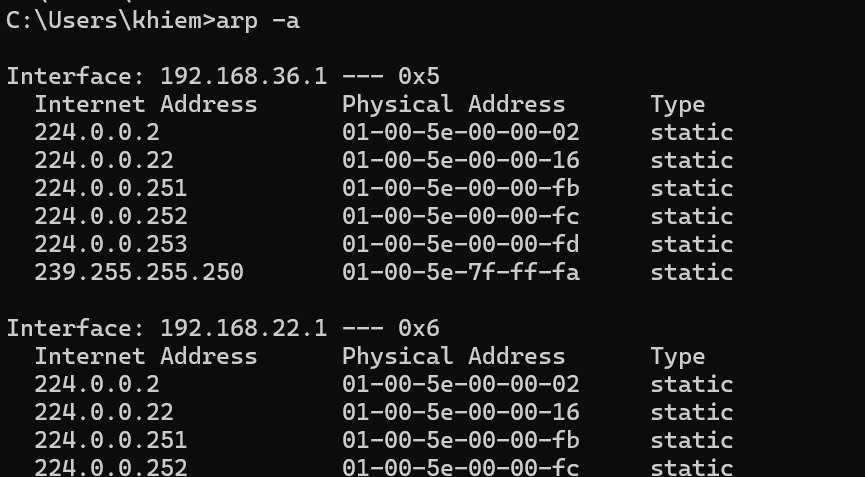 C:\Users\khiem>arp -a
Interface: 192.168.36.1 --- 0x5
Internet Address Physical Address Type
224.0.0.2 01-00-5e-00-00-02 static
224.0.0.22 01-00-5e-00-00-16 static
224.0.0.251 01-00-5e-00-00-fb static
224.0.0.252 01-00-5e-00-00-fc static
224.0.0.253 01-00-5e-00-00-fd static
239.255.255.250 01-00-5e-7f-ff-fa static
Interface: 192.168.22.1 --- 0x6
Internet Address Physical Address Type
224.0.0.2 01-00-5e-00-00-02 static
224.0.0.22 01-00-5e-00-00-16 static
224.0.0.251 01-00-5e-00-00-fb static
224.0.0.252 01-00-5e-00-00-fc static